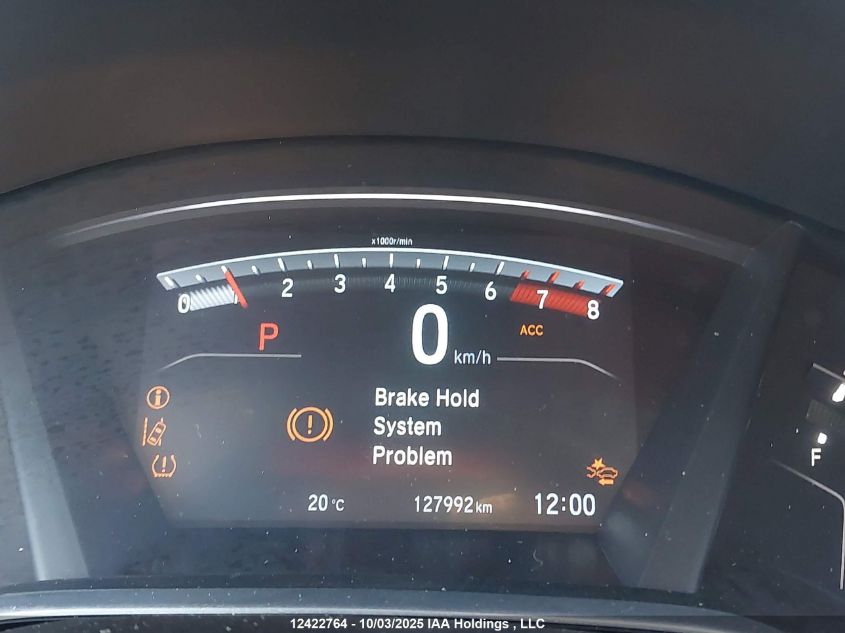 x1000r/min
0 2 3 4 5 6 7 8
P 0 km/h ACC
Brake Hold
System
Problem
20°C 127992 km 12:00
F
12422764 - 10/03/2025 IAA Holdings , LLC